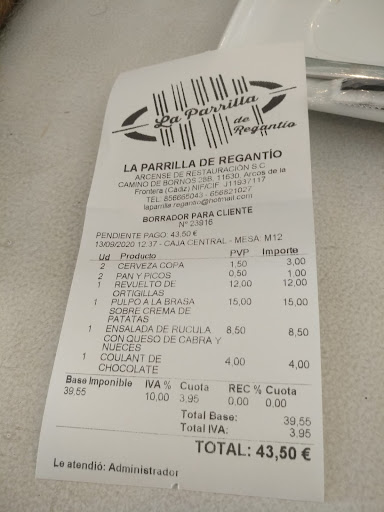 La Parrilla
de
Regantío
LA PARRILLA DE REGANTÍO
ARCENSE DE RESTAURACIÓN S.C.
CAMINO DE BORNOS 28B, 11630, Arcos de la
Frontera (Cádiz) NIF/CIF: J11937117
TEL: 856665043 - 656821027
laparrilla.regantio@hotmail.com
BORRADOR PARA CLIENTE
Nº 23916
PENDIENTE PAGO: 43,50 €
13/09/2020 12:37 - CAJA CENTRAL - MESA: M12
Ud Producto PVP Importe
2 CERVEZA COPA 1,50 3,00
2 PAN Y PICOS 0,50 1,00
1 REVUELTO DE 12,00 12,00
ORTIGILLAS
1 PULPO A LA BRASA 15,00 15,00
SOBRE CREMA DE
PATATAS
1 ENSALADA DE RUCULA 8,50 8,50
CON QUESO DE CABRA Y
NUECES
1 COULANT DE 4,00 4,00
CHOCOLATE
Base Imponible IVA % Cuota REC % Cuota
39,55 10,00 3,95 0,00 0,00
Total Base: 39,55
Total IVA: 3,95
TOTAL: 43,50 €
Le atendió: Administrador